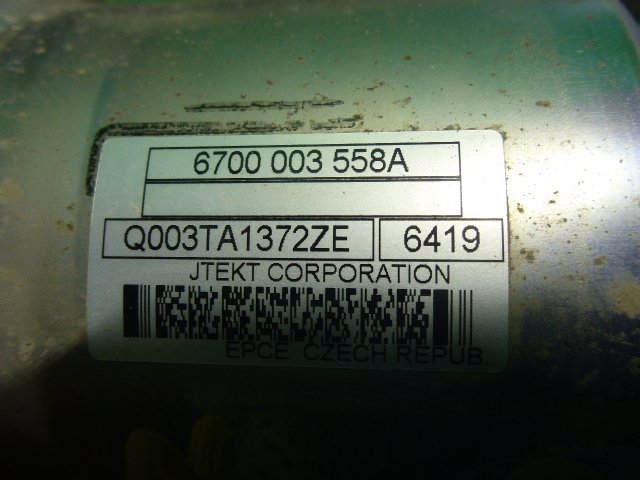 6700 003 558A
Q003TA1372ZE 6419
JTEKT CORPORATION
EPCE CZECH REPUB.